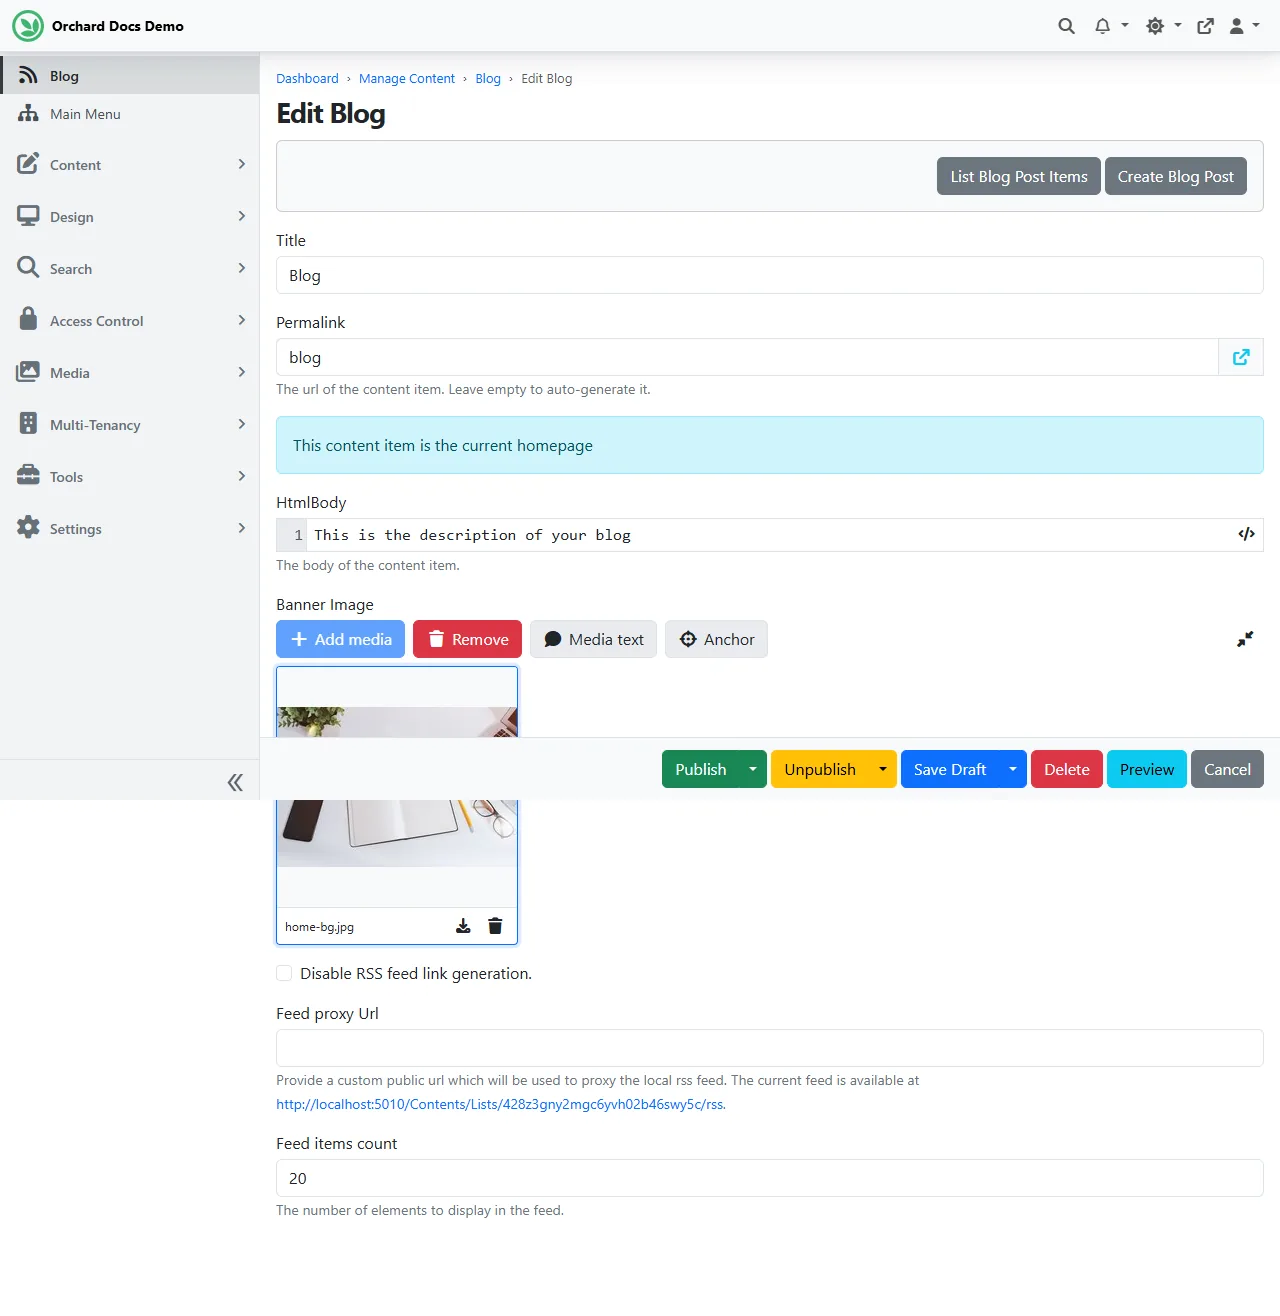 Orchard Docs Demo
Blog
Main Menu
Content
Design
Search
Access Control
Media
Multi-Tenancy
Tools
Settings
Dashboard › Manage Content › Blog › Edit Blog
Edit Blog
List Blog Post Items Create Blog Post
Title
Blog
Permalink
blog
The url of the content item. Leave empty to auto-generate it.
This content item is the current homepage
HtmlBody
1 This is the description of your blog
The body of the content item.
Banner Image
Add media Remove Media text Anchor
Publish Unpublish Save Draft Delete Preview Cancel
home-bg.jpg
Disable RSS feed link generation.
Feed proxy Url
Provide a custom public url which will be used to proxy the local rss feed. The current feed is available at
http://localhost:5010/Contents/Lists/428z3gny2mgc6yvh02b46swy5c/rss.
Feed items count
20
The number of elements to display in the feed.